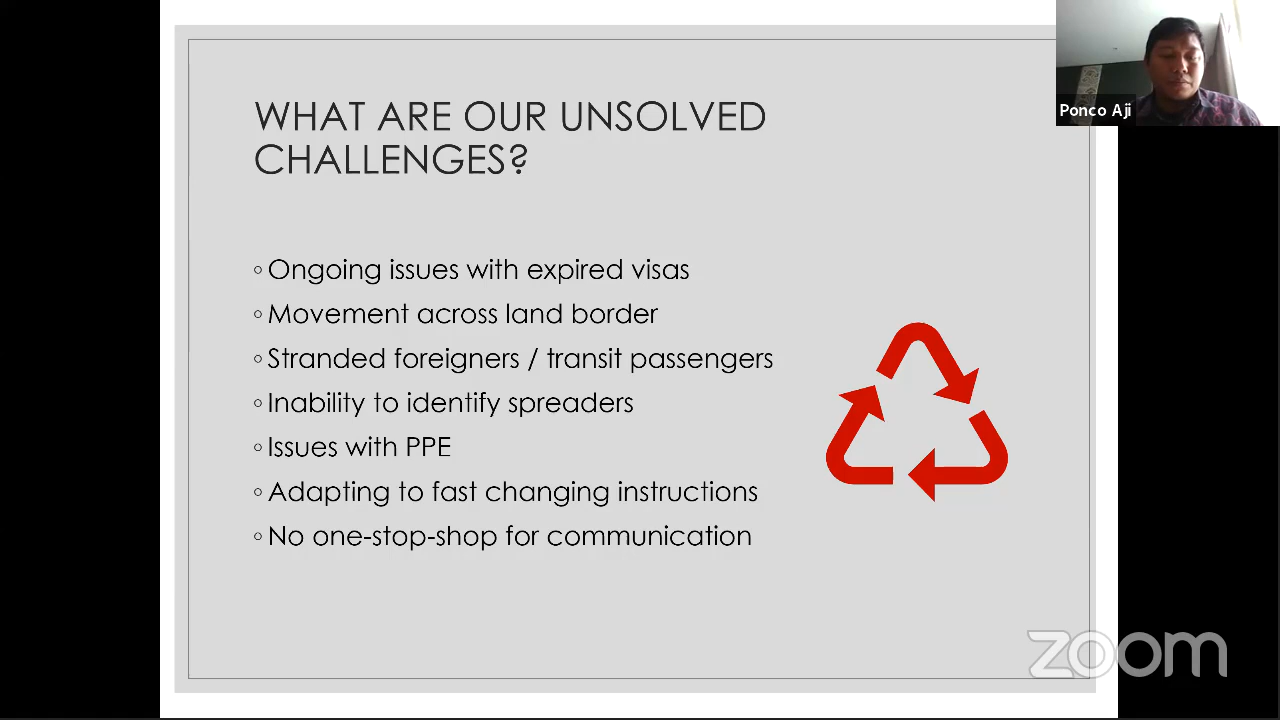 WHAT ARE OUR UNSOLVED
CHALLENGES?
Ponco Aji
◦ Ongoing issues with expired visas
◦ Movement across land border
◦ Stranded foreigners / transit passengers
◦ Inability to identify spreaders
◦ Issues with PPE
◦ Adapting to fast changing instructions
◦ No one-stop-shop for communication
zoom